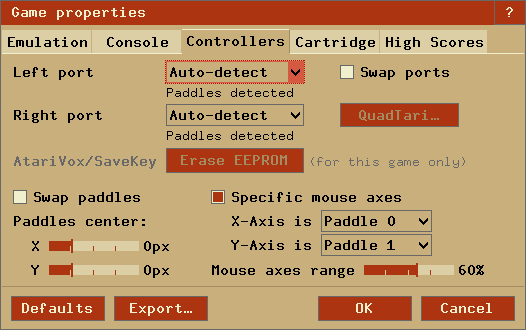 Game properties ?
Emulation Console Controllers Cartridge High Scores
Left port Auto-detect Swap ports
Paddles detected
Right port Auto-detect QuadTari…
Paddles detected
AtariVox/SaveKey Erase EEPROM (for this game only)
Swap paddles Specific mouse axes
Paddles center: X-Axis is Paddle 0
X 0px Y-Axis is Paddle 1
Y 0px Mouse axes range 60%
Defaults Export… OK Cancel